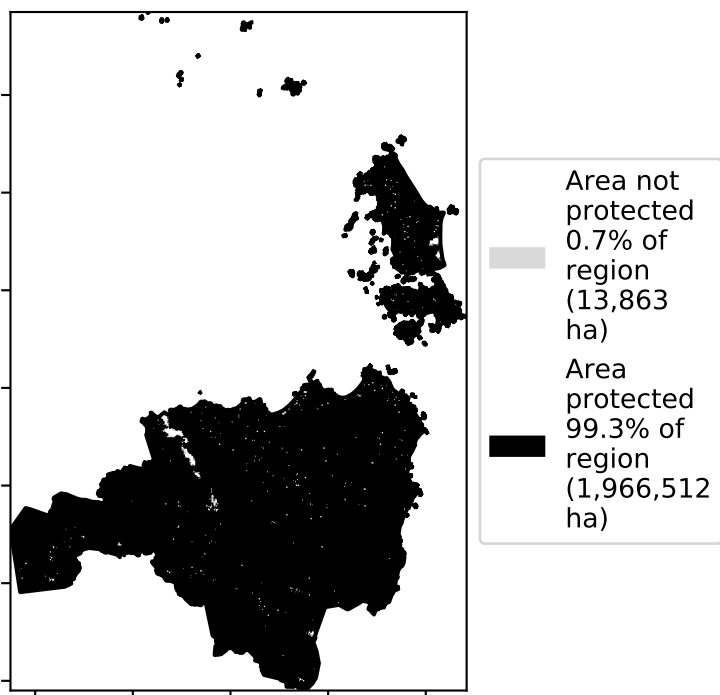 Area not
protected
0.7% of
region
(13,863
ha)
Area
protected
99.3% of
region
(1,966,512
ha)